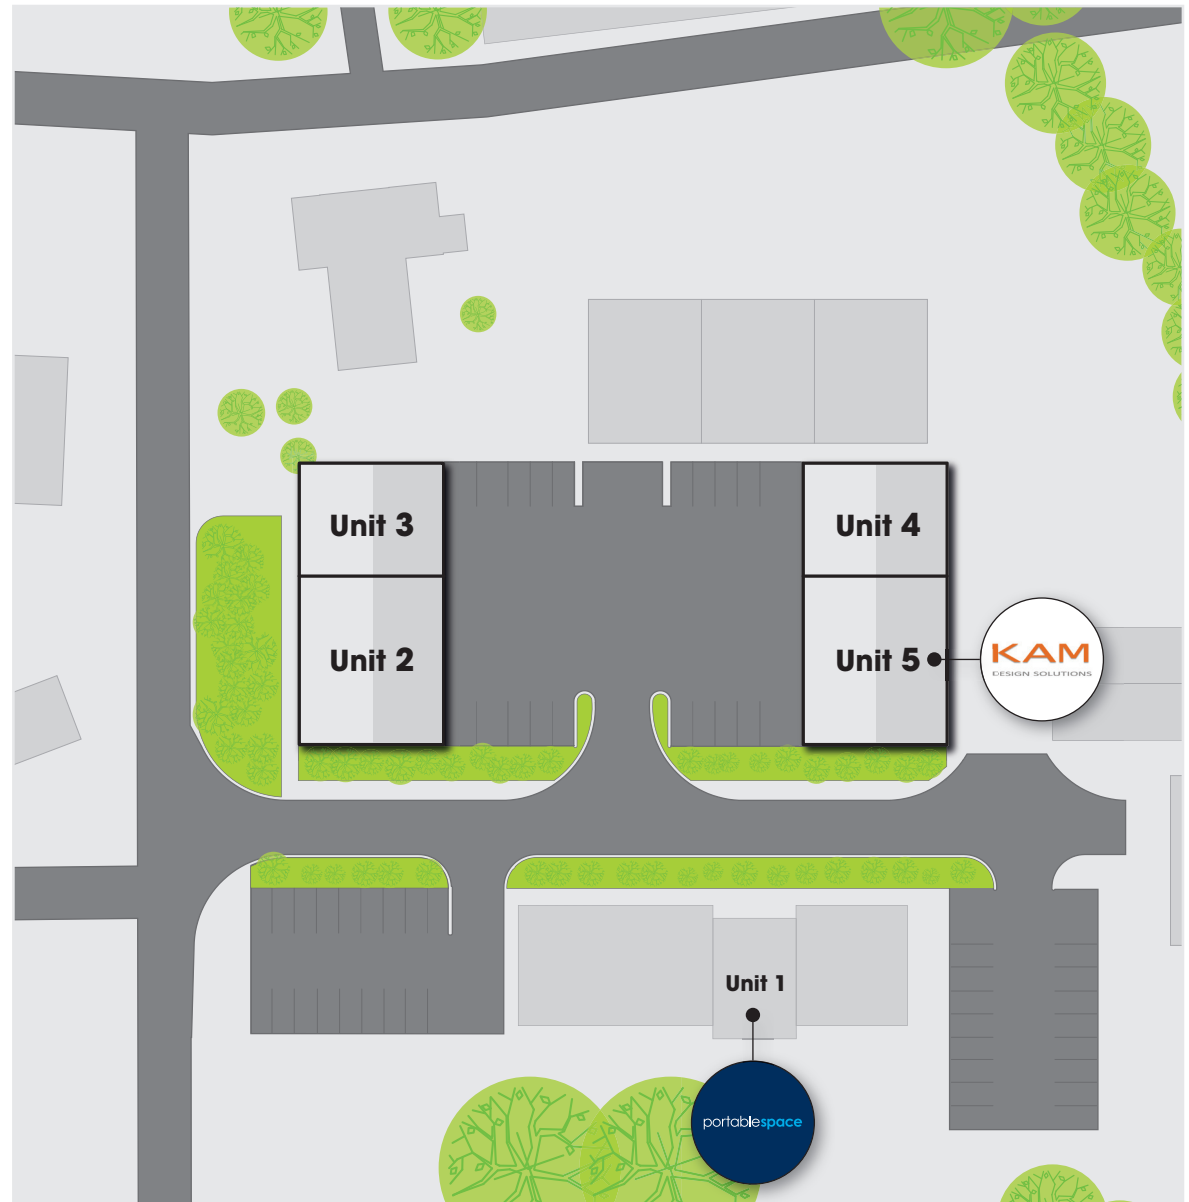 Unit 3
Unit 4
Unit 2
Unit 5
KAM
DESIGN SOLUTIONS
Unit 1
portablespace